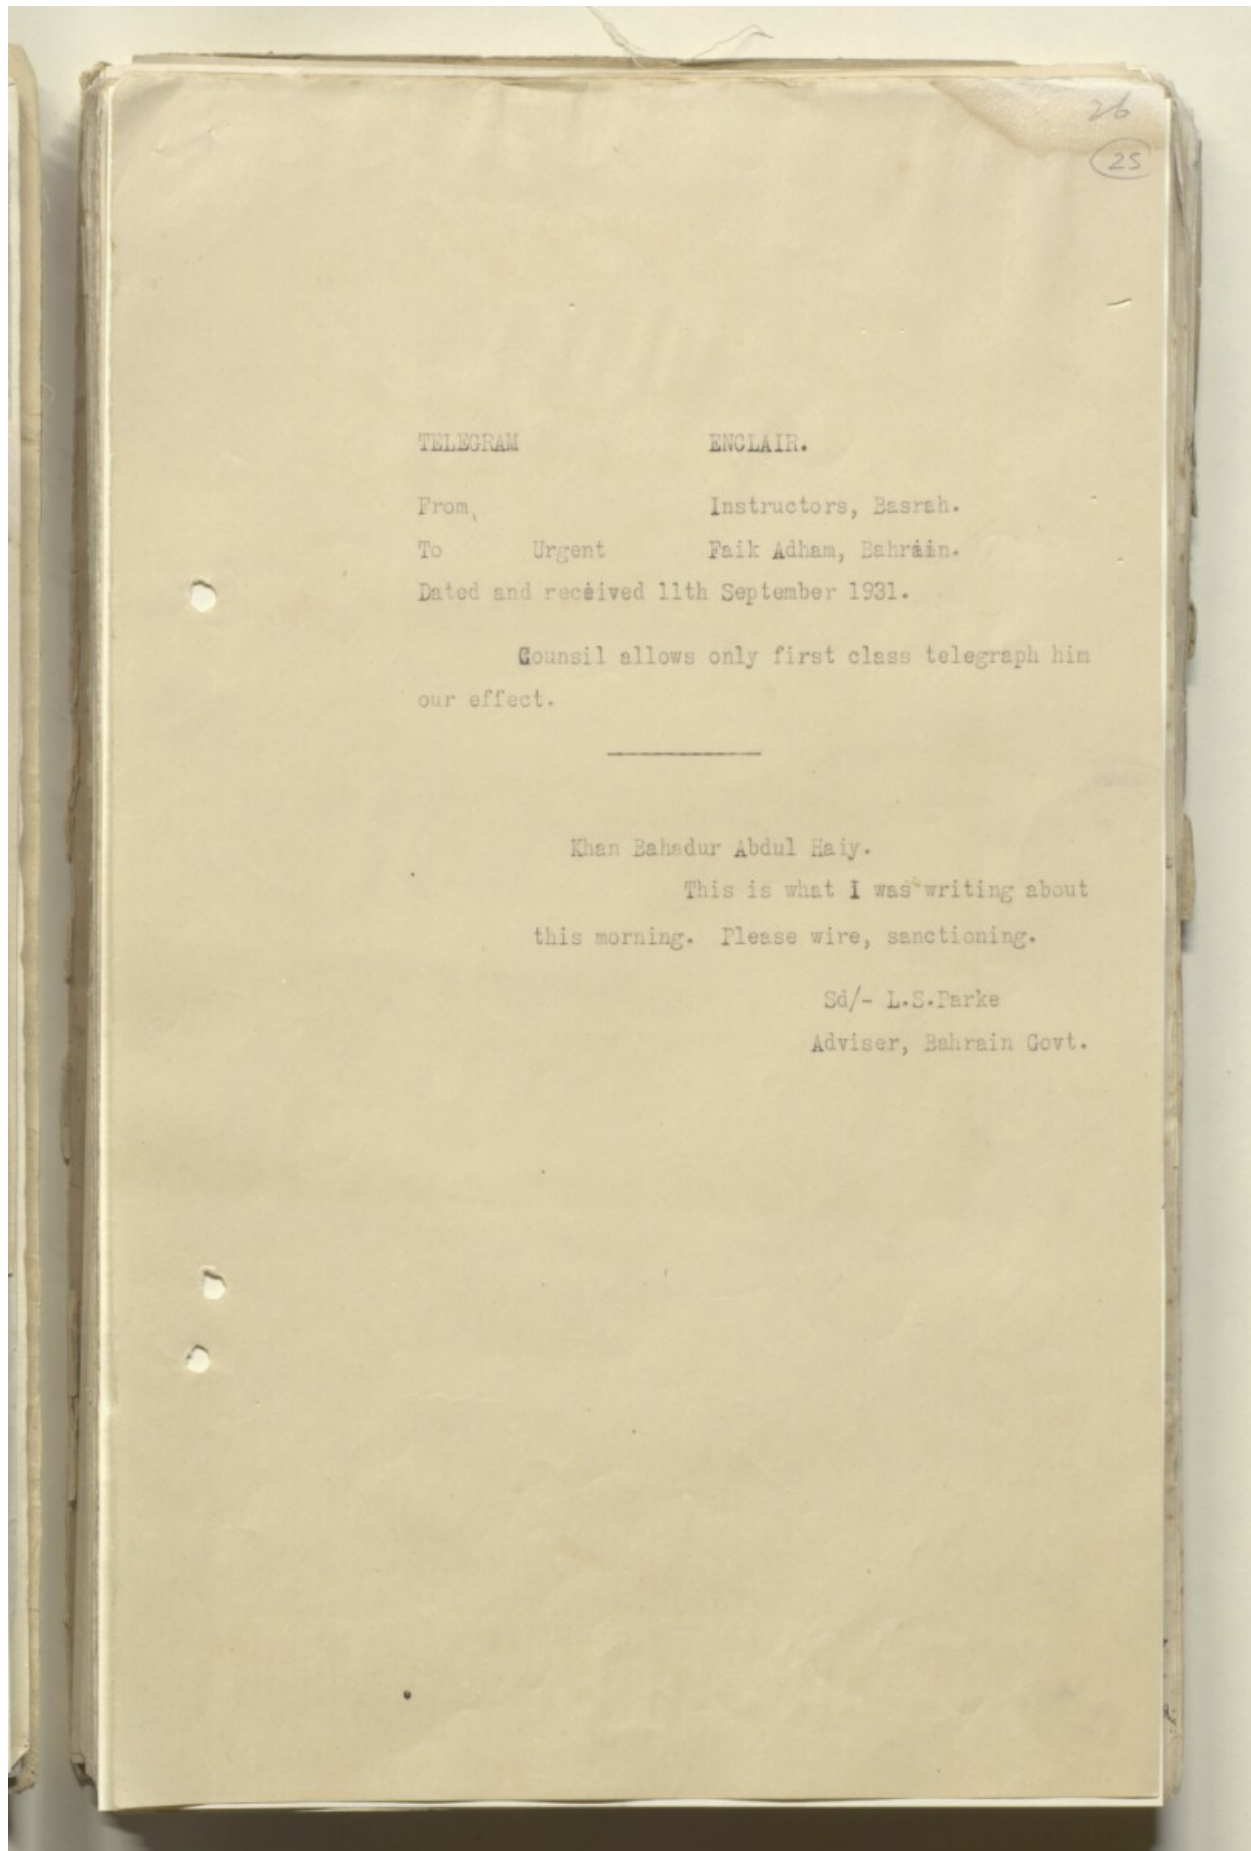 26
25
TELEGRAM ENCLAIR.
From, Instructors, Basrah.
To Urgent Faik Adham, Bahrain.
Dated and received 11th September 1931.
Counsil allows only first class telegraph him
our effect.
Khan Bahadur Abdul Haiy.
This is what I was writing about
this morning. Please wire, sanctioning.
Sd/- L.S.Parke
Adviser, Bahrain Govt.